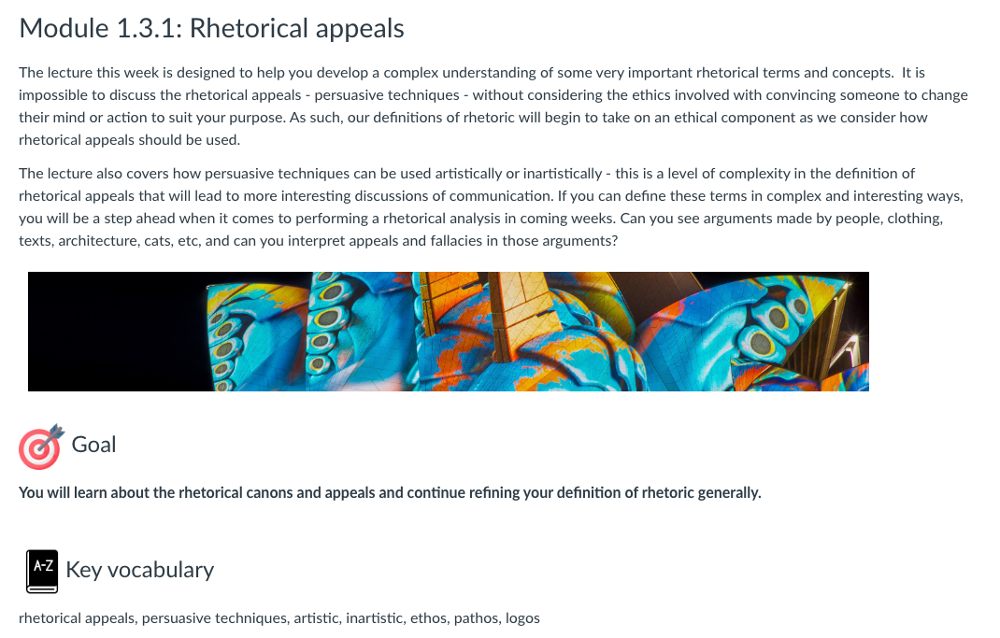 Module 1.3.1: Rhetorical appeals
The lecture this week is designed to help you develop a complex understanding of some very important rhetorical terms and concepts.  It is
impossible to discuss the rhetorical appeals - persuasive techniques - without considering the ethics involved with convincing someone to change
their mind or action to suit your purpose. As such, our definitions of rhetoric will begin to take on an ethical component as we consider how
rhetorical appeals should be used.
The lecture also covers how persuasive techniques can be used artistically or inartistically - this is a level of complexity in the definition of
rhetorical appeals that will lead to more interesting discussions of communication. If you can define these terms in complex and interesting ways,
you will be a step ahead when it comes to performing a rhetorical analysis in coming weeks. Can you see arguments made by people, clothing,
texts, architecture, cats, etc, and can you interpret appeals and fallacies in those arguments?
Goal
You will learn about the rhetorical canons and appeals and continue refining your definition of rhetoric generally.
A-Z Key vocabulary
rhetorical appeals, persuasive techniques, artistic, inartistic, ethos, pathos, logos